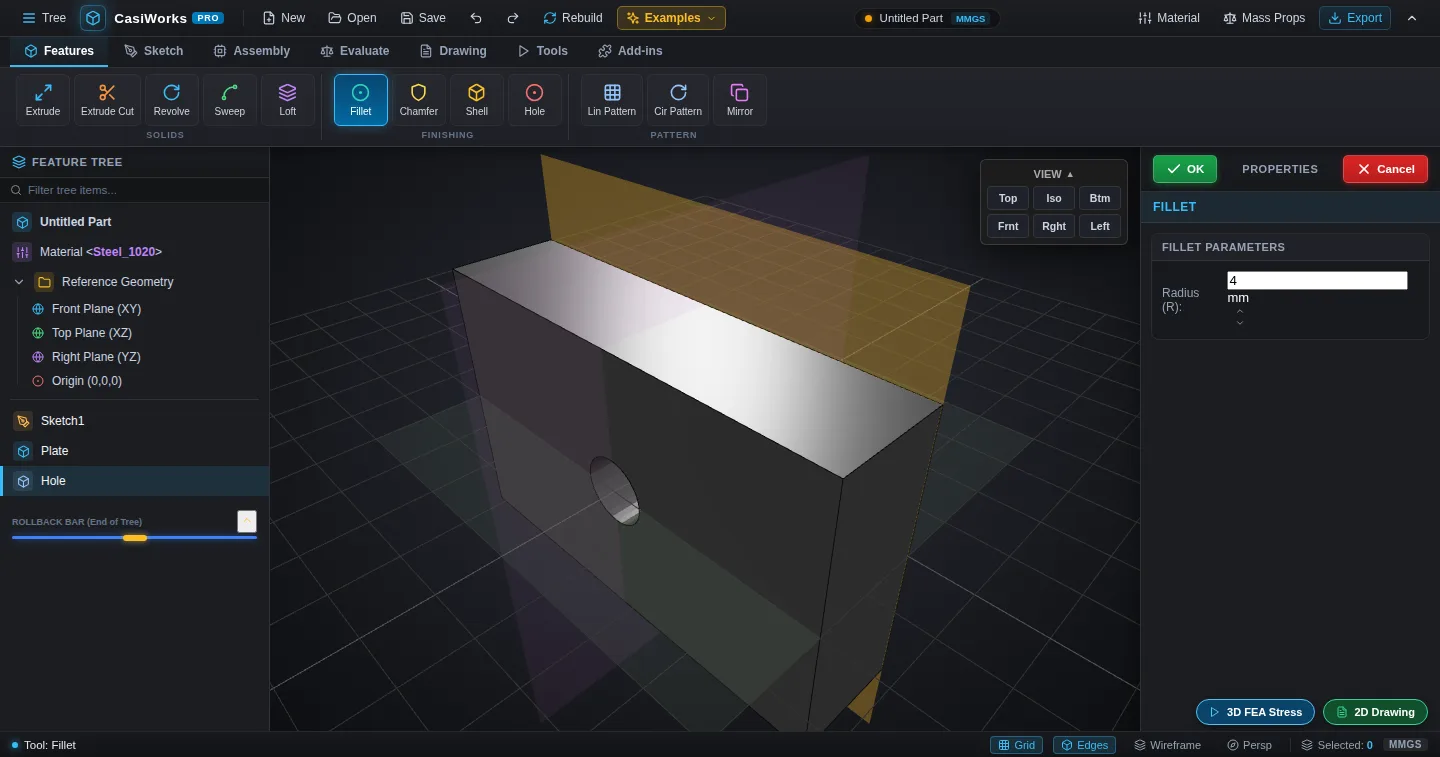 Tree CasiWorks PRO New Open Save Rebuild Examples Untitled Part MMGS Material Mass Props Export
Features Sketch Assembly Evaluate Drawing Tools Add-ins
Extrude Extrude Cut Revolve Sweep Loft Fillet Chamfer Shell Hole Lin Pattern Cir Pattern Mirror
SOLIDS FINISHING PATTERN
FEATURE TREE
Filter tree items...
Untitled Part
Material <Steel_1020>
Reference Geometry
Front Plane (XY)
Top Plane (XZ)
Right Plane (YZ)
Origin (0,0,0)
Sketch1
Plate
Hole
ROLLBACK BAR (End of Tree)
VIEW ▲
Top Iso Btm
Frnt Rght Left
OK PROPERTIES Cancel
FILLET
FILLET PARAMETERS
Radius (R):
4
mm
3D FEA Stress 2D Drawing
Tool: Fillet Grid Edges Wireframe Persp Selected: 0 MMGS